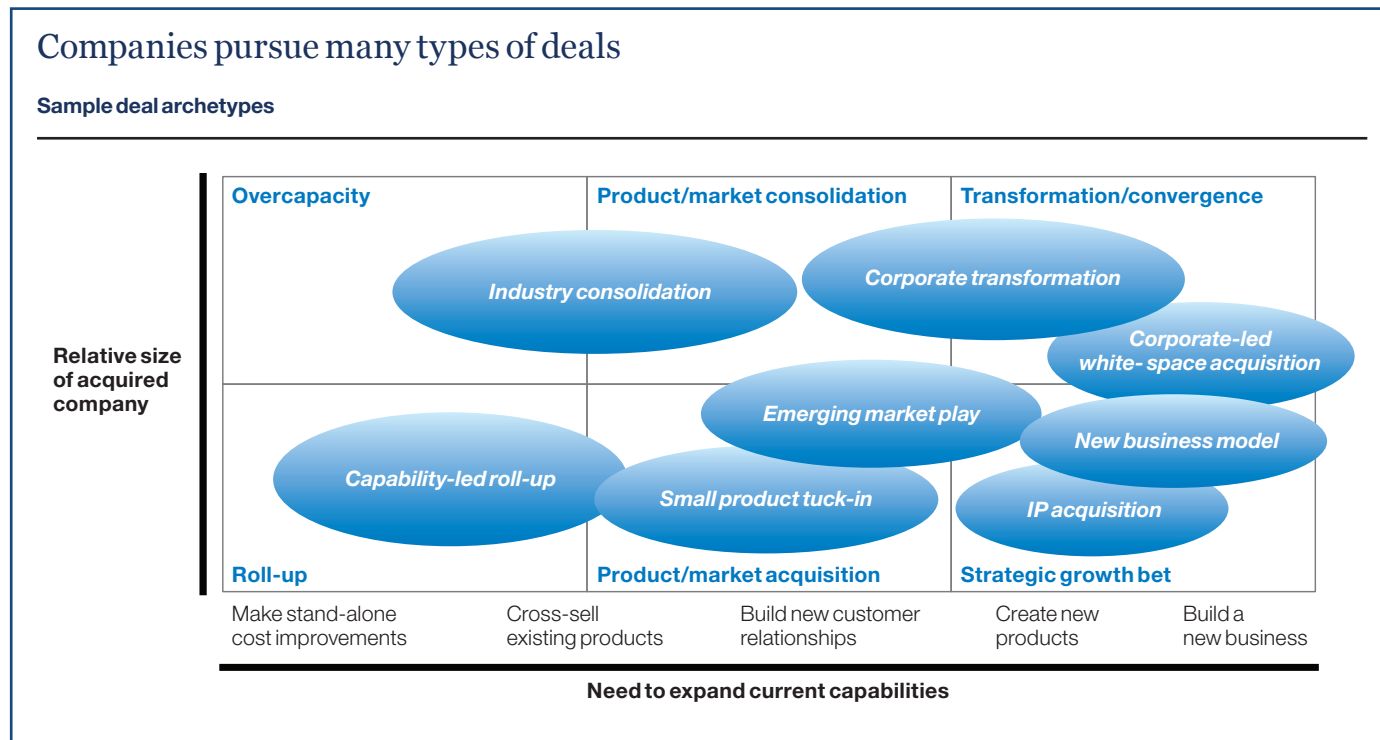 Companies pursue many types of deals
Sample deal archetypes
Overcapacity
Product/market consolidation
Transformation/convergence
Industry consolidation
Corporate transformation
Corporate-led
white- space acquisition
Relative size
of acquired
company
Emerging market play
New business model
Capability-led roll-up
Small product tuck-in
IP acquisition
Roll-up
Product/market acquisition
Strategic growth bet
Make stand-alone
cost improvements
Cross-sell
existing products
Build new customer
relationships
Create new
products
Build a
new business
Need to expand current capabilities